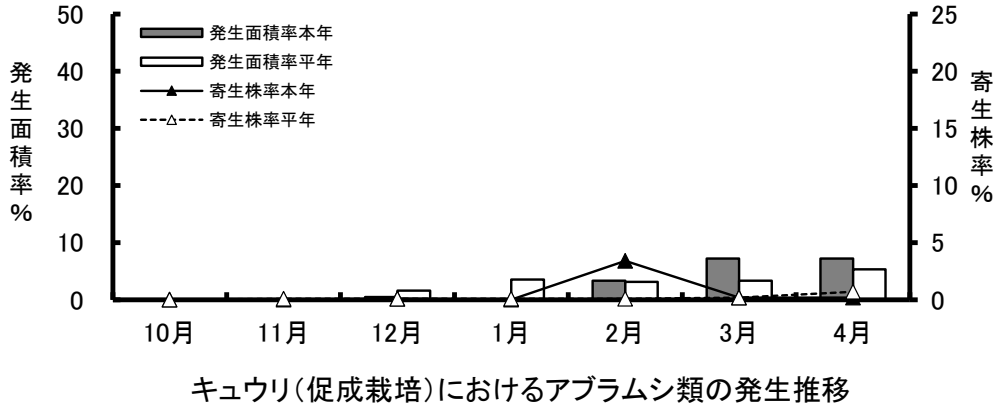 発生面積率%
50
40
30
20
10
0
発生面積率本年
発生面積率平年
寄生株率本年
寄生株率平年
25
20
15
10
5
0
寄生株率%
10月 11月 12月 1月 2月 3月 4月
キュウリ(促成栽培)におけるアブラムシ類の発生推移